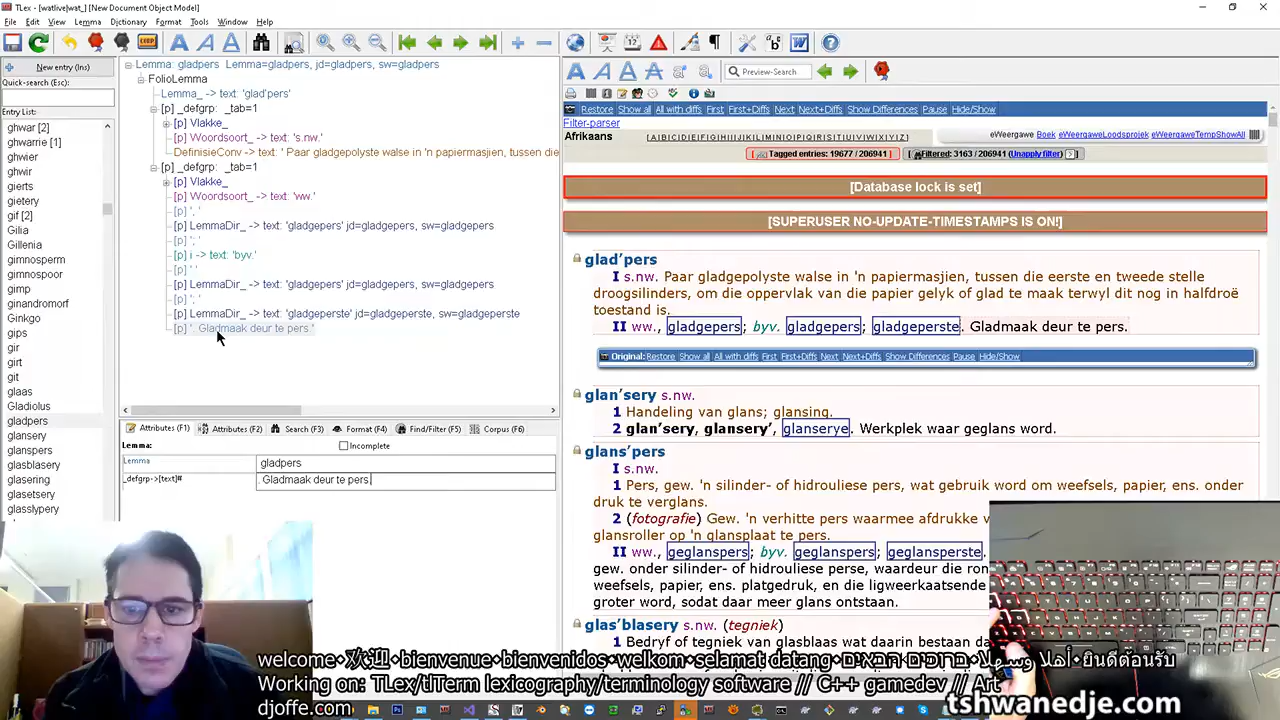 TLex - [watlive|wat_] [New Document Object Model]
File Edit View Lemma Dictionary Format Tools Window Help
New entry (Ins)
Quick-search (Esc):
Entry List:
ghwar [2]
ghwarrie [1]
ghwier
ghwir
gierts
gietery
gif [2]
Gilia
Gillenia
gimnosperm
gimnospoor
gimp
ginandromorf
Ginkgo
gips
gir
girt
git
glaas
Gladiolus
gladpers
glansery
glanspers
glasblasery
glasering
glasetsery
glasslypery
Lemma: gladpers Lemma=gladpers, jd=gladpers, sw=gladpers
FolioLemma
Lemma_ -> text: 'glad'pers'
[p] _defgrp: _tab=1
[p] Vlakke_
[p] Woordsoort_ -> text: 's.nw.'
DefinisieConv -> text: ' Paar gladgepolyste walse in 'n papiermasjien, tussen die
[p] _defgrp: _tab=1
[p] Vlakke_
[p] Woordsoort_ -> text: 'ww.'
[p] ', '
[p] LemmaDir_ -> text: 'gladgepers' jd=gladgepers, sw=gladgepers
[p] '; '
[p] i -> text: 'byv.'
[p] ' '
[p] LemmaDir_ -> text: 'gladgepers' jd=gladgepers, sw=gladgepers
[p] '; '
[p] LemmaDir_ -> text: 'gladgeperste' jd=gladgeperste, sw=gladgeperste
[p] '. Gladmaak deur te pers.'
Attributes (F1) Attributes (F2) Search (F3) Format (F4) Find/Filter (F5) Corpus (F6)
Lemma: Incomplete
Lemma gladpers
_defgrp->[text]# . Gladmaak deur te pers.
Preview-Search
Restore Show all All with diffs First First+Diffs Next Next+Diffs Show Differences Pause Hide/Show
Filter-parser
Afrikaans [A|B|C|D|E|F|G|H|I|J|K|L|M|N|O|P|Q|R|S|T|U|V|W|X|Y|Z] eWeergawe Boek eWeergaweLoodsprojek eWeergaweTempShowAll
[Tagged entries: 19677 / 206941] [Filtered: 3163 / 206941 (Unapply filter) [>]]
[Database lock is set]
[SUPERUSER NO-UPDATE-TIMESTAMPS IS ON!]
glad'pers
I s.nw. Paar gladgepolyste walse in 'n papiermasjien, tussen die eerste en tweede stelle
droogsilinders, om die oppervlak van die papier gelyk of glad te maak terwyl dit nog in halfdroë
toestand is.
II ww., gladgepers; byv. gladgepers; gladgeperste. Gladmaak deur te pers.
Original: Restore Show all All with diffs First First+Diffs Next Next+Diffs Show Differences Pause Hide/Show
glan'sery s.nw.
1 Handeling van glans; glansing.
2 glan'sery, glansery', glanserye. Werkplek waar geglans word.
glans'pers
I s.nw.
1 Pers, gew. 'n silinder- of hidrouliese pers, wat gebruik word om weefsels, papier, ens. onder
druk te verglans.
2 (fotografie) Gew. 'n verhitte pers waarmee afdrukke
glansroller op 'n glansplaat te pers.
II ww., geglanspers; byv. geglanspers; geglansperste.
gew. onder silinder- of hidrouliese perse, waardeur die
weefsels, papier, ens. platgedruk, en die ligweerkaatsende
groter word, sodat daar meer glans ontstaan.
glas'blasery s.nw. (tegniek)
1 Bedryf of tegniek van glasblaas wat daarin bestaan
welcome•欢迎•bienvenue•bienvenidos•welkom•selamat datang•ברוכים הבאים•أهلا وسهلا•ยินดีต้อนรับ
Working on: TLex/tlTerm lexicography/terminology software // C++ gamedev // Art
djoffe.com
tshwanedje.com